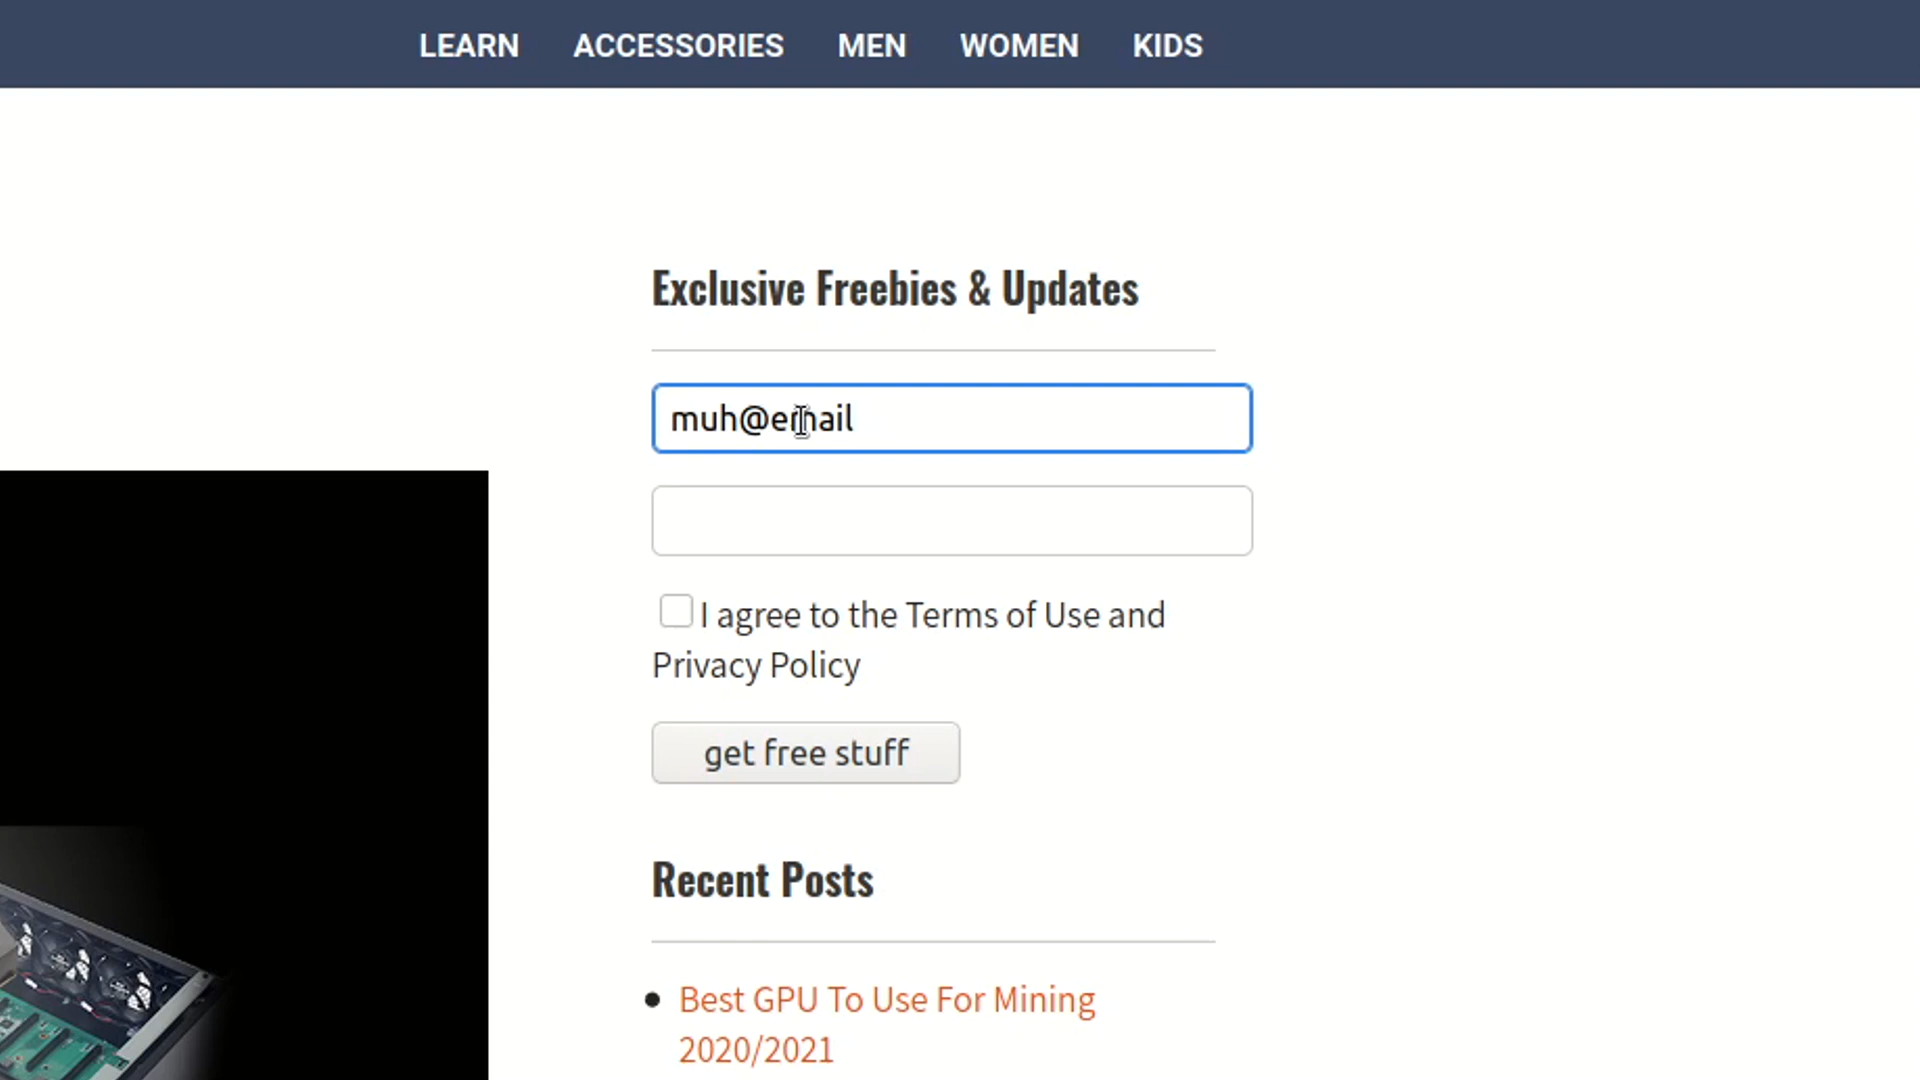 LEARN ACCESSORIES MEN WOMEN KIDS
Exclusive Freebies & Updates
muh@email
I agree to the Terms of Use and
Privacy Policy
get free stuff
Recent Posts
Best GPU To Use For Mining
2020/2021